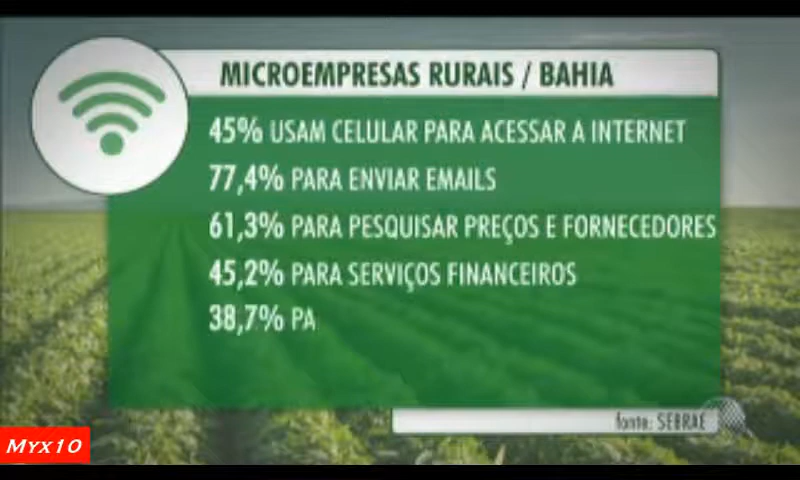 MICROEMPRESAS RURAIS / BAHIA
45% USAM CELULAR PARA ACESSAR A INTERNET
77,4% PARA ENVIAR EMAILS
61,3% PARA PESQUISAR PREÇOS E FORNECEDORES
45,2% PARA SERVIÇOS FINANCEIROS
38,7% PA
fonte: SEBRAE
Myx10